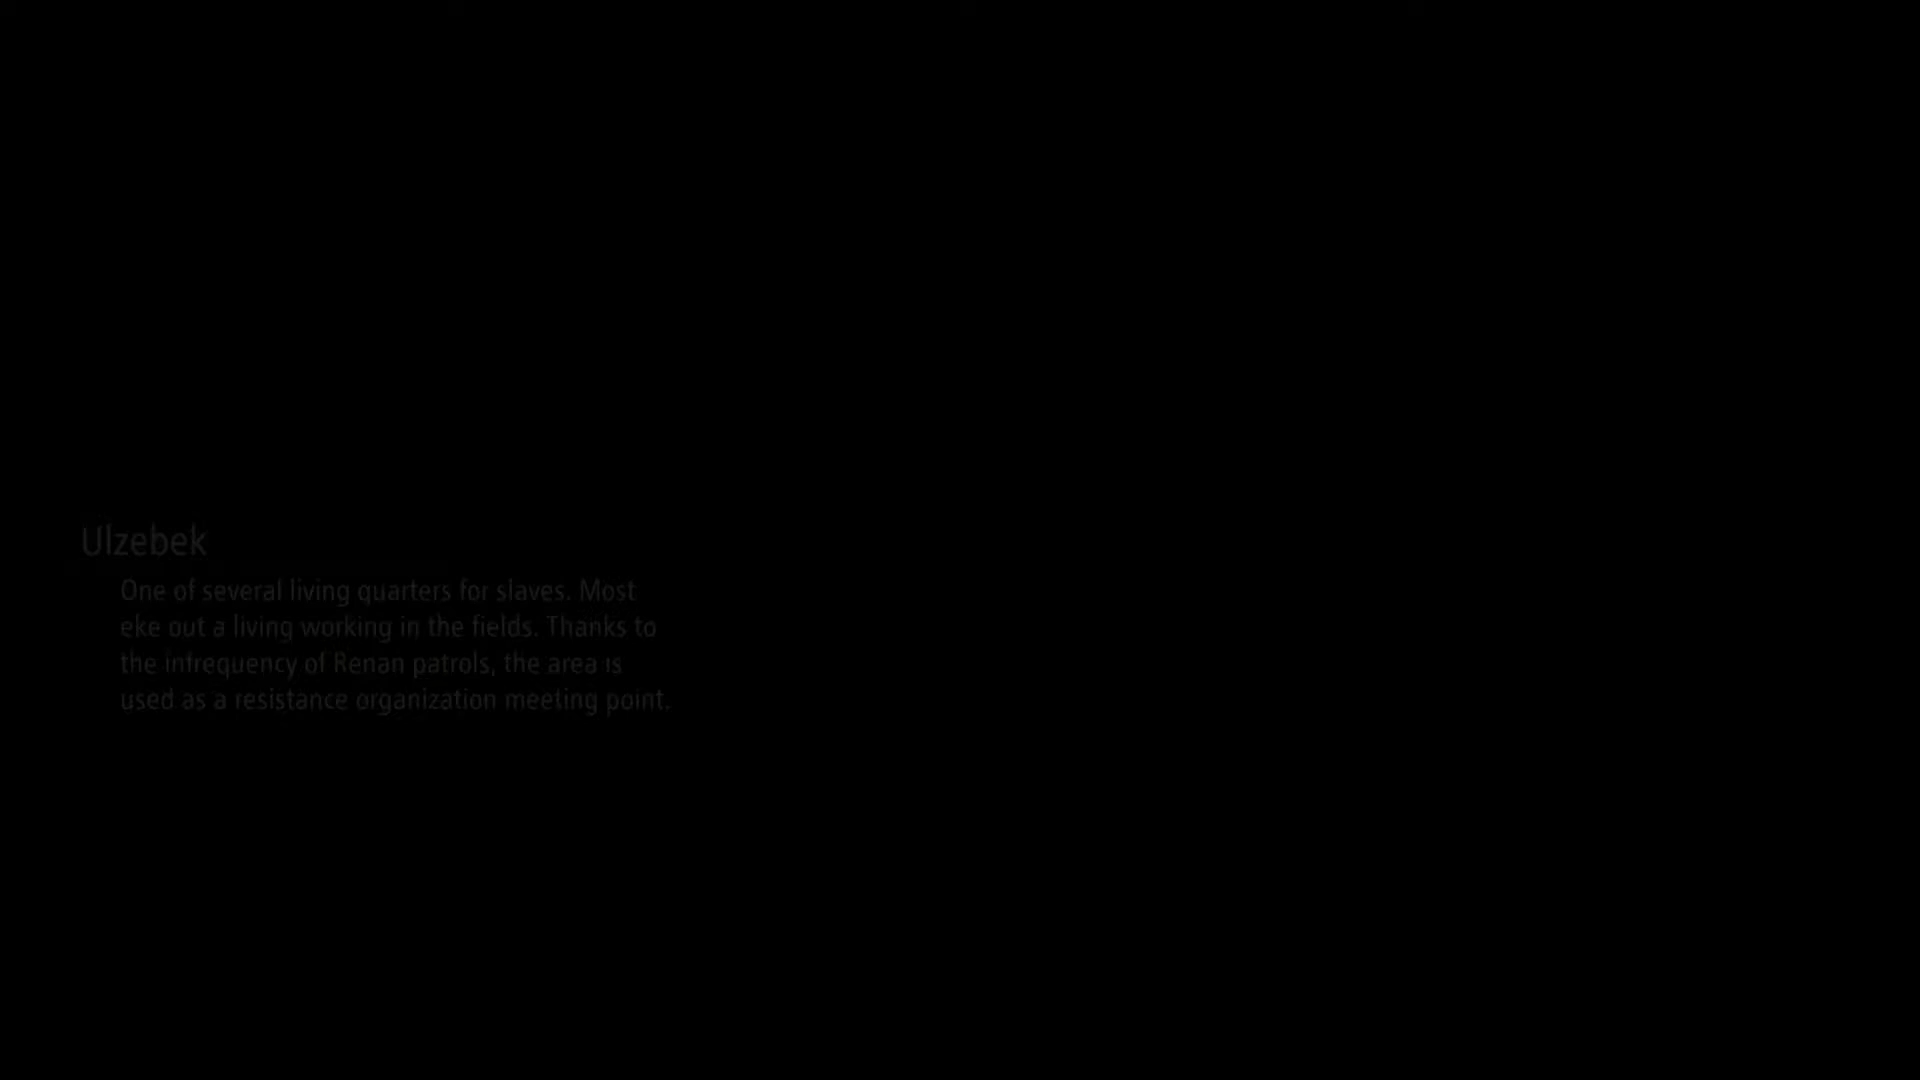 Ulzebek
One of several living quarters for slaves. Most
eke out a living working in the fields. Thanks to
the infrequency of Renan patrols, the area is
used as a resistance organization meeting point.